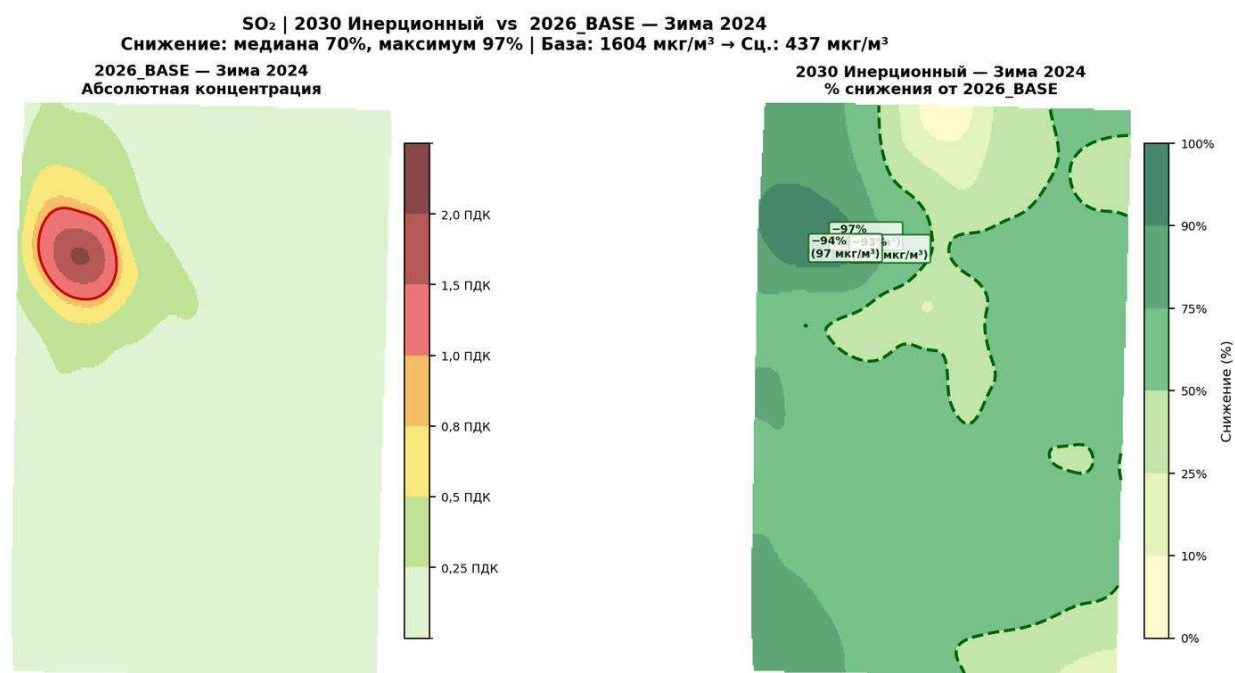 SO₂ | 2030 Инерционный vs 2026_BASE — Зима 2024
Снижение: медиана 70%, максимум 97% | База: 1604 мкг/м³ → Сц.: 437 мкг/м³
2026_BASE — Зима 2024
Абсолютная концентрация
2,0 ПДК
1,5 ПДК
1,0 ПДК
0,8 ПДК
0,5 ПДК
0,25 ПДК
2030 Инерционный — Зима 2024
% снижения от 2026_BASE
−97%
−94%
−93%
(97 мкг/м³)
мкг/м³)
100%
90%
75%
50%
25%
10%
0%
Снижение (%)